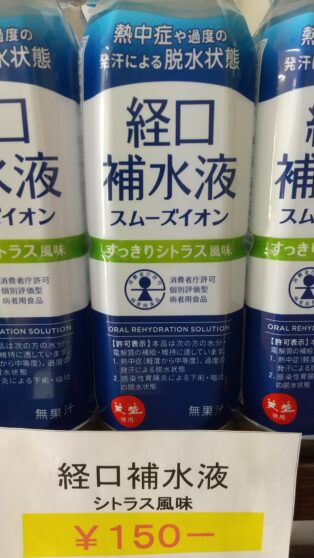 熱中症や過度の
発汗による脱水状態
経口
補水液
スムーズイオン
すっきりシトラス風味
消費者庁許可
個別評価型
病者用食品
ORAL REHYDRATION SOLUTION
【許可表示】本品は次の方の水分・
電解質の補給・維持に適しています。
1. 熱中症(軽度から中等度)、過度の
発汗による脱水状態
2. 感染性胃腸炎による下痢・嘔吐
の脱水状態
使用
無果汁
経口補水液
シトラス風味
¥150ー